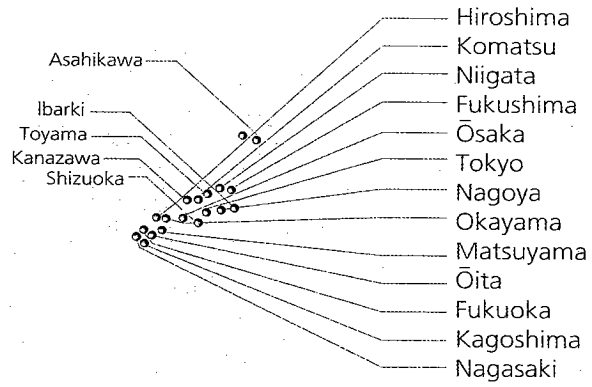 Asahikawa
Ibarki
Toyama
Kanazawa
Shizuoka
Hiroshima
Komatsu
Niigata
Fukushima
Ōsaka
Tokyo
Nagoya
Okayama
Matsuyama
Ōita
Fukuoka
Kagoshima
Nagasaki